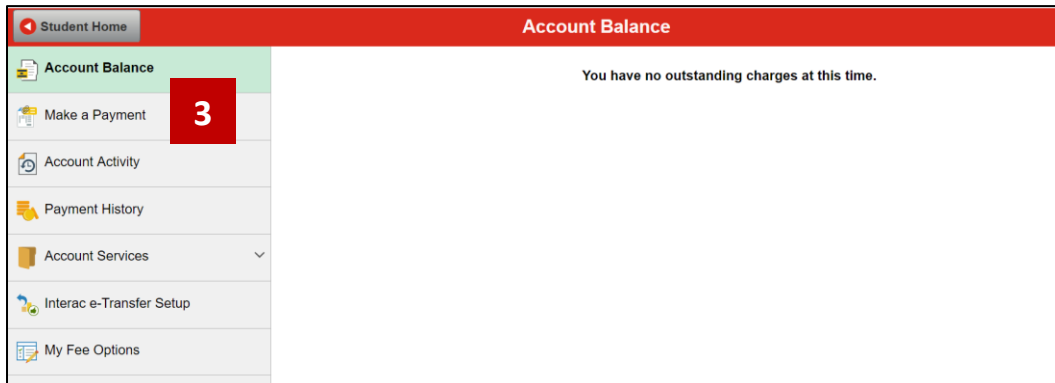 Student Home
Account Balance
Account Balance
You have no outstanding charges at this time.
Make a Payment
3
Account Activity
Payment History
Account Services
Interac e-Transfer Setup
My Fee Options